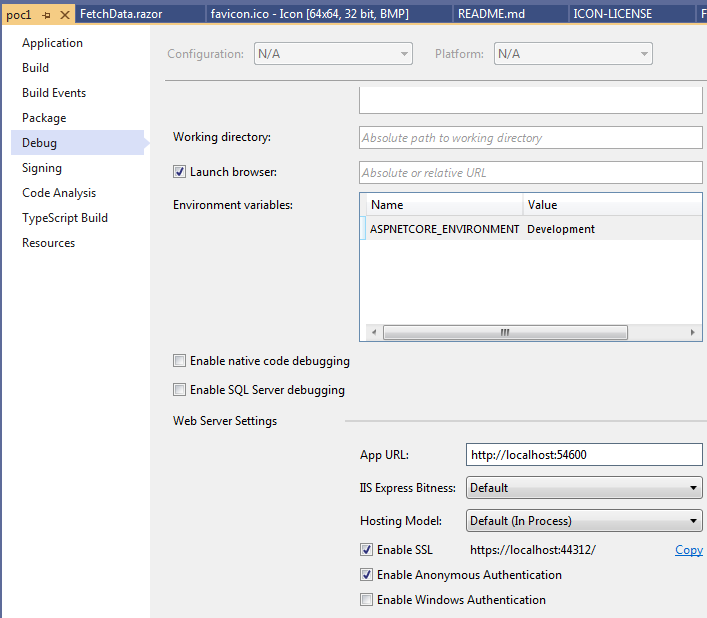 poc1 FetchData.razor favicon.ico - Icon [64x64, 32 bit, BMP] README.md ICON-LICENSE F
Application
Build
Build Events
Package
Debug
Signing
Code Analysis
TypeScript Build
Resources
Configuration: N/A Platform: N/A
Working directory: Absolute path to working directory
Launch browser: Absolute or relative URL
Environment variables: Name Value
ASPNETCORE_ENVIRONMENT Development
Enable native code debugging
Enable SQL Server debugging
Web Server Settings
App URL: http://localhost:54600
IIS Express Bitness: Default
Hosting Model: Default (In Process)
Enable SSL https://localhost:44312/ Copy
Enable Anonymous Authentication
Enable Windows Authentication